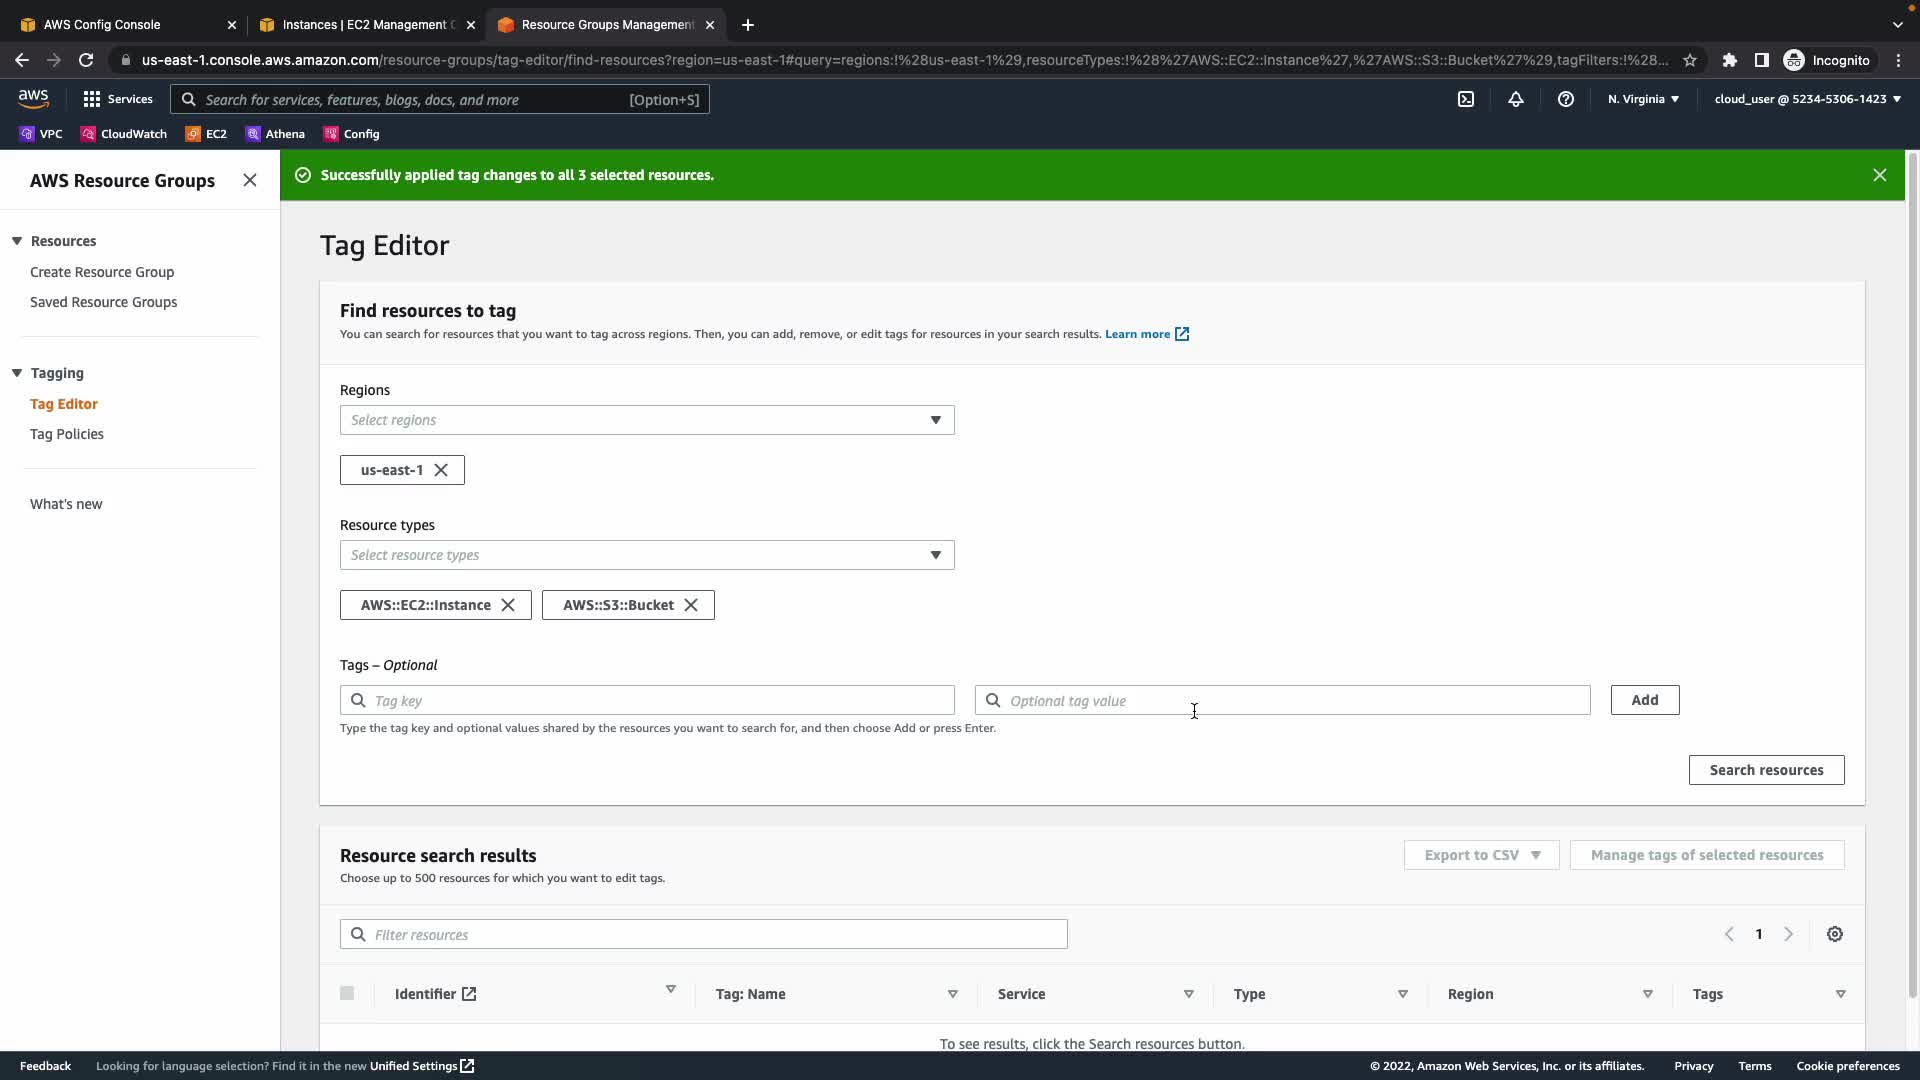 AWS Config Console
Instances | EC2 Management C
Resource Groups Management
us-east-1.console.aws.amazon.com/resource-groups/tag-editor/find-resources?region=us-east-1#query=regions:!%28us-east-1%29,resourceTypes:!%28%27AWS::EC2::Instance%27,%27AWS::S3::Bucket%27%29,tagFilters:!%28...
Incognito
aws
Services
Search for services, features, blogs, docs, and more
[Option+S]
N. Virginia
cloud_user @ 5234-5306-1423
VPC
CloudWatch
EC2
Athena
Config
AWS Resource Groups
Resources
Create Resource Group
Saved Resource Groups
Tagging
Tag Editor
Tag Policies
What's new
Successfully applied tag changes to all 3 selected resources.
Tag Editor
Find resources to tag
You can search for resources that you want to tag across regions. Then, you can add, remove, or edit tags for resources in your search results. Learn more
Regions
Select regions
us-east-1
Resource types
Select resource types
AWS::EC2::Instance
AWS::S3::Bucket
Tags – Optional
Tag key
Optional tag value
Add
Type the tag key and optional values shared by the resources you want to search for, and then choose Add or press Enter.
Search resources
Resource search results
Choose up to 500 resources for which you want to edit tags.
Export to CSV
Manage tags of selected resources
Filter resources
1
Identifier
Tag: Name
Service
Type
Region
Tags
To see results, click the Search resources button.
Feedback
Looking for language selection? Find it in the new Unified Settings
© 2022, Amazon Web Services, Inc. or its affiliates.
Privacy
Terms
Cookie preferences